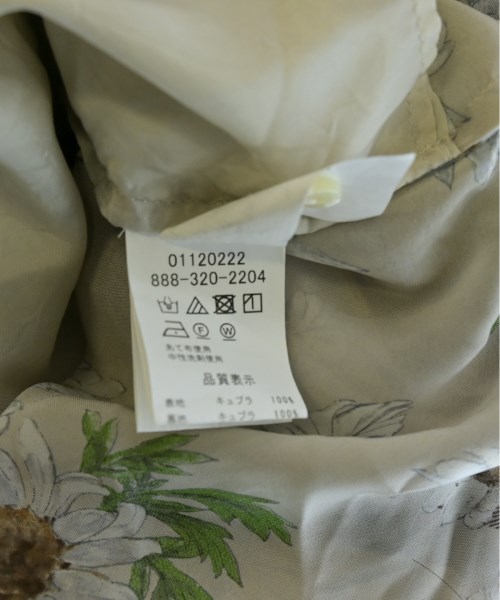 01120222
888-320-2204
F W
あて布使用
中性洗剤使用
品質表示
表地 キュプラ 100%
裏地 キュプラ 100%